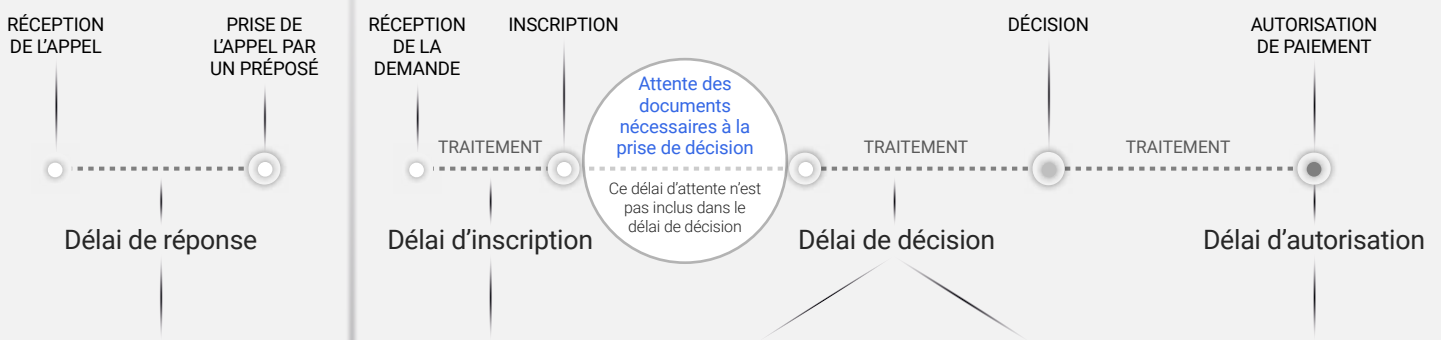 RÉCEPTION
DE L'APPEL
PRISE DE
L'APPEL PAR
UN PRÉPOSÉ
RÉCEPTION
DE LA
DEMANDE
INSCRIPTION
DÉCISION
AUTORISATION
DE PAIEMENT
TRAITEMENT
Attente des
documents
nécessaires à la
prise de décision
Ce délai d'attente n'est
pas inclus dans le
délai de décision
TRAITEMENT
TRAITEMENT
Délai de réponse
Délai d'inscription
Délai de décision
Délai d'autorisation